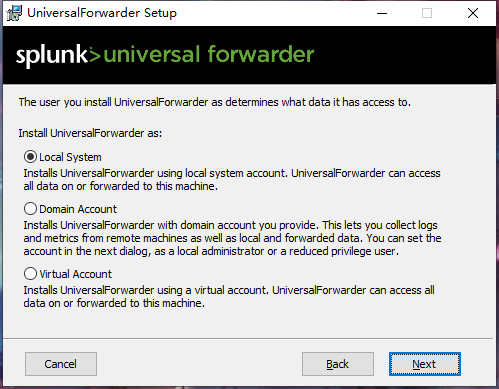 UniversalForwarder Setup
splunk>universal forwarder
The user you install UniversalForwarder as determines what data it has access to.
Install UniversalForwarder as:
Local System
Installs UniversalForwarder using local system account. UniversalForwarder can access
all data on or forwarded to this machine.
Domain Account
Installs UniversalForwarder with domain account you provide. This lets you collect logs
and metrics from remote machines as well as local and forwarded data. You can set the
account in the next dialog, as a local administrator or a reduced privilege user.
Virtual Account
Installs UniversalForwarder using a virtual account. UniversalForwarder can access all
data on or forwarded to this machine.
Cancel Back Next